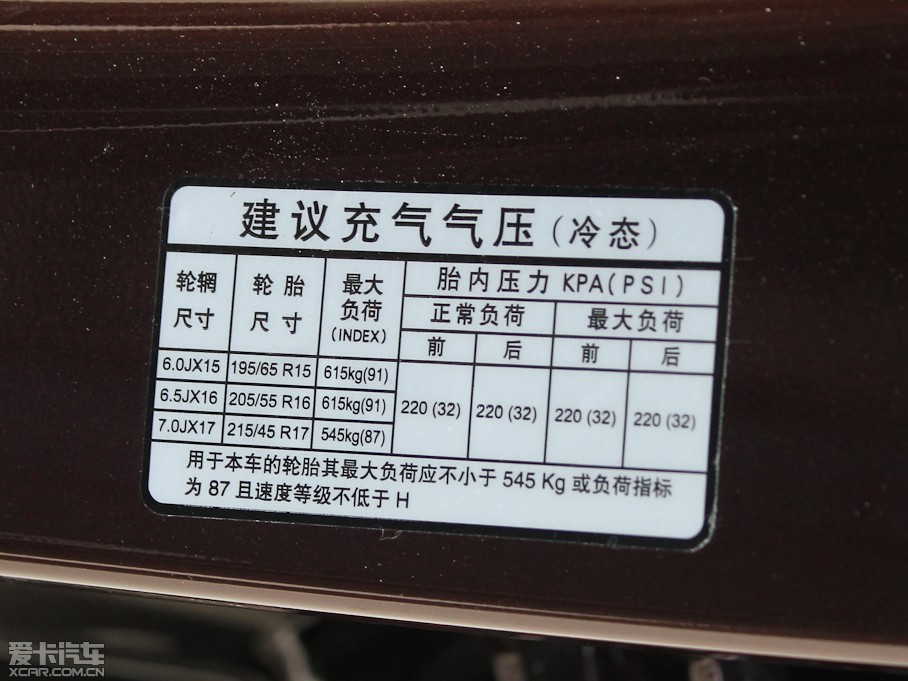 建议充气气压(冷态)
轮辋尺寸 轮胎尺寸 最大负荷(INDEX) 胎内压力 KPA(PSI)
正常负荷 最大负荷
前 后 前 后
6.0JX15 195/65 R15 615kg(91)
6.5JX16 205/55 R16 615kg(91) 220 (32) 220 (32) 220 (32) 220 (32)
7.0JX17 215/45 R17 545kg(87)
用于本车的轮胎其最大负荷应不小于 545 Kg 或负荷指标
为 87 且速度等级不低于 H
爱卡汽车
XCAR.COM.CN